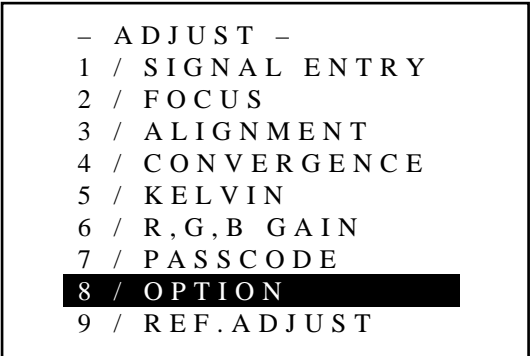 – ADJUST –
1 / SIGNAL ENTRY
2 / FOCUS
3 / ALIGNMENT
4 / CONVERGENCE
5 / KELVIN
6 / R,G,B GAIN
7 / PASSCODE
8 / OPTION
9 / REF.ADJUST